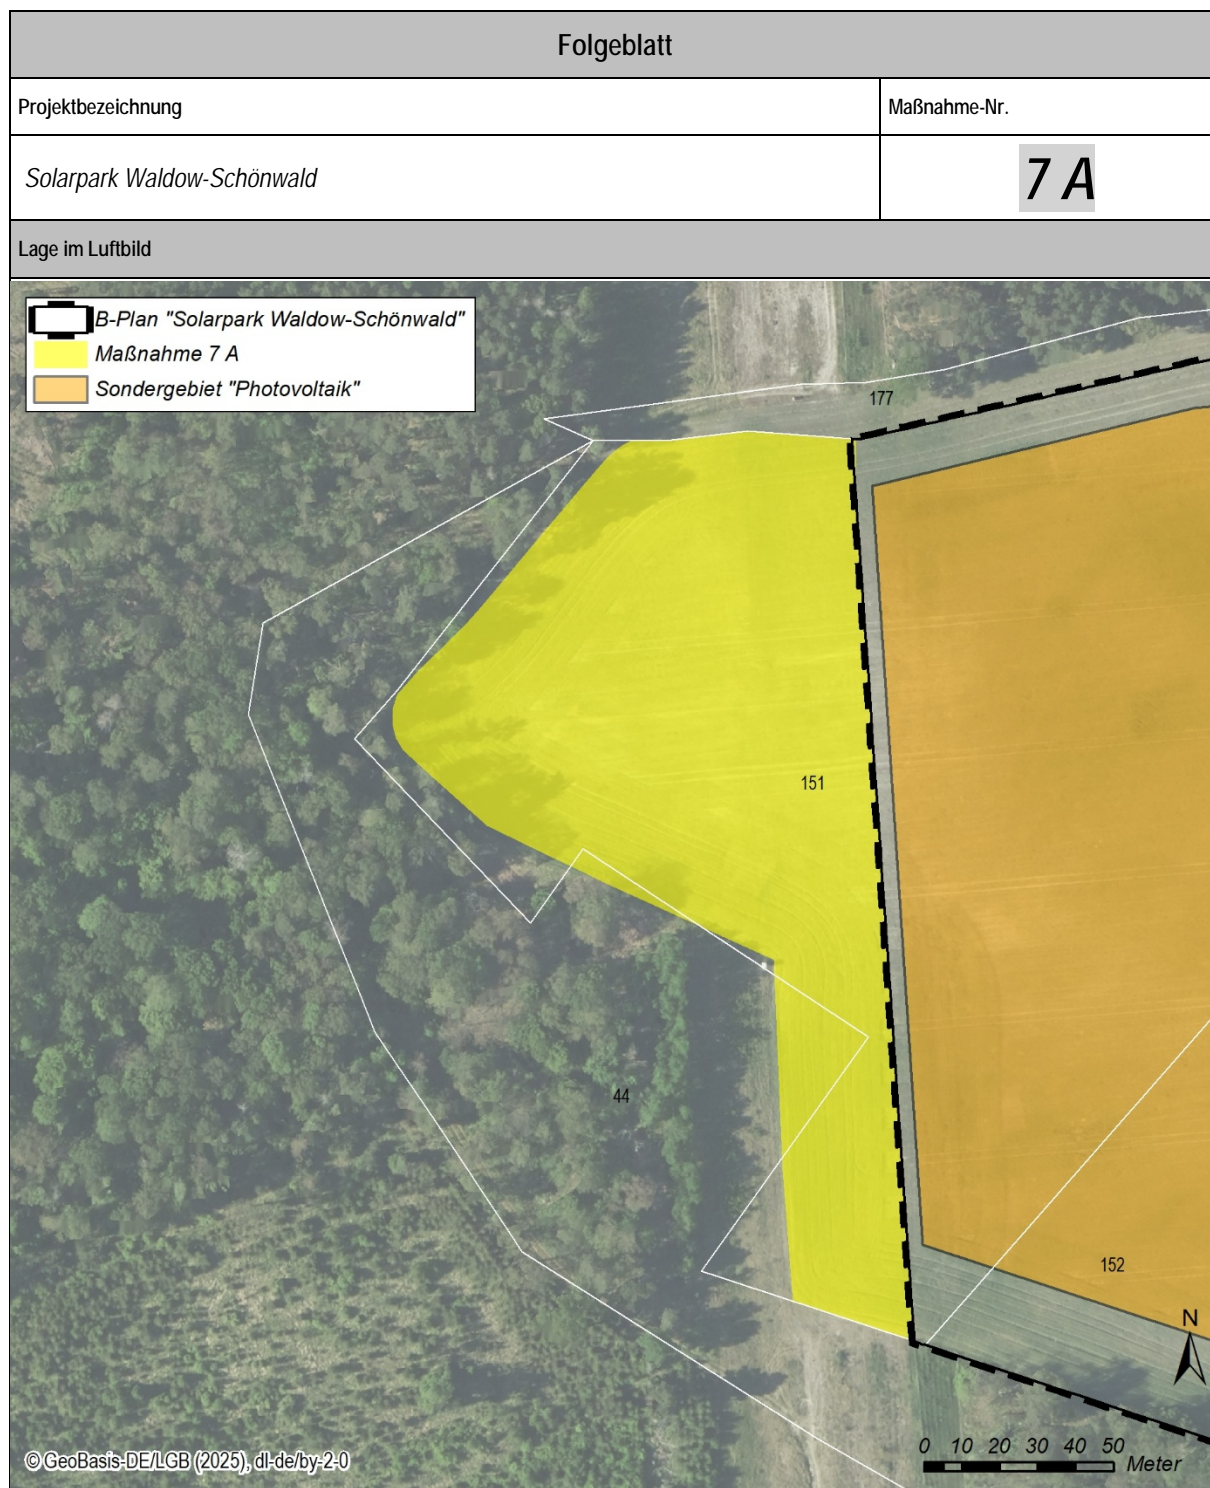 Folgeblatt
Projektbezeichnung
Maßnahme-Nr.
Solarpark Waldow-Schönwald
7 A
Lage im Luftbild
B-Plan "Solarpark Waldow-Schönwald"
Maßnahme 7 A
Sondergebiet "Photovoltaik"
177
151
44
152
N
0 10 20 30 40 50
Meter
© GeoBasis-DE/LGB (2025), dl-de/by-2-0